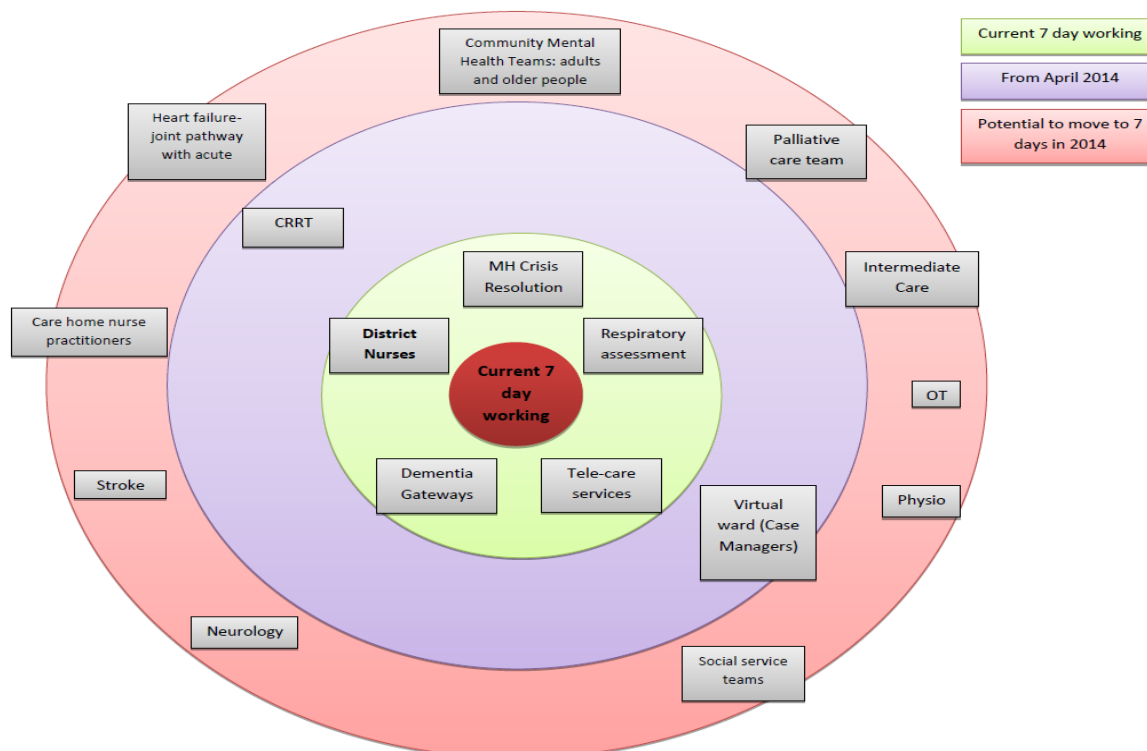 Community Mental
Health Teams: adults
and older people
Current 7 day working
From April 2014
Potential to move to 7
days in 2014
Heart failure-
joint pathway
with acute
Palliative
care team
CRRT
MH Crisis
Resolution
Intermediate
Care
Care home nurse
practitioners
District
Nurses
Respiratory
assessment
Current 7
day
working
OT
Stroke
Dementia
Gateways
Tele-care
services
Virtual
ward (Case
Managers)
Physio
Neurology
Social service
teams